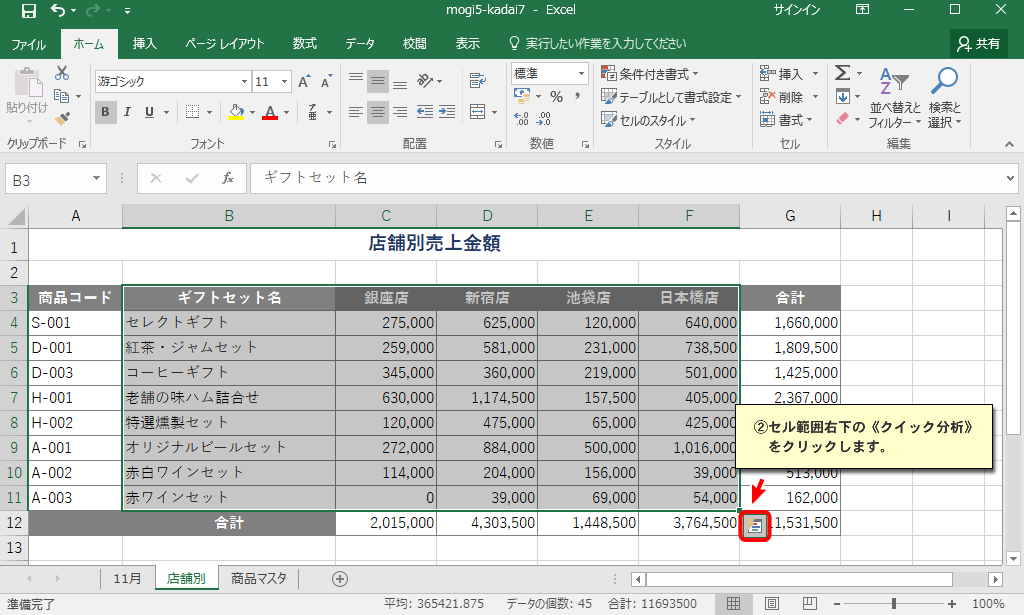 mogi5-kadai7 - Excel
サインイン
ファイル ホーム 挿入 ページ レイアウト 数式 データ 校閲 表示 実行したい作業を入力してください 共有
貼り付け
游ゴシック 11
B I U
標準
条件付き書式
テーブルとして書式設定
セルのスタイル
挿入
削除
書式
並べ替えと
フィルター
検索と
選択
クリップボード フォント 配置 数値 スタイル セル 編集
B3 fx ギフトセット名
A B C D E F G H I
1 店舗別売上金額
2
3 商品コード ギフトセット名 銀座店 新宿店 池袋店 日本橋店 合計
4 S-001 セレクトギフト 275,000 625,000 120,000 640,000 1,660,000
5 D-001 紅茶・ジャムセット 259,000 581,000 231,000 738,500 1,809,500
6 D-003 コーヒーギフト 345,000 360,000 219,000 501,000 1,425,000
7 H-001 老舗の味ハム詰合せ 630,000 1,174,500 157,500 405,000 2,367,000
8 H-002 特選燻製セット 120,000 475,000 65,000 425,000
9 A-001 オリジナルビールセット 272,000 884,000 500,000 1,016,000
10 A-002 赤白ワインセット 114,000 204,000 156,000 39,000 513,000
11 A-003 赤ワインセット 0 39,000 69,000 54,000 162,000
12 合計 2,015,000 4,303,500 1,448,500 3,764,500 11,531,500
13
②セル範囲右下の《クイック分析》
をクリックします。
11月 店舗別 商品マスタ
準備完了 平均: 365421.875 データの個数: 45 合計: 11693500 100%